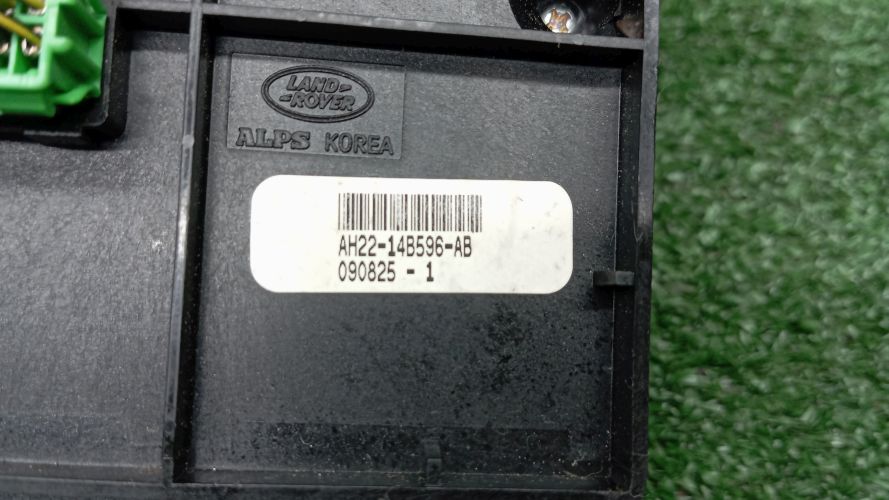 LAND-
-ROVER
ALPS KOREA
AH22-14B596-AB
090825 - 1